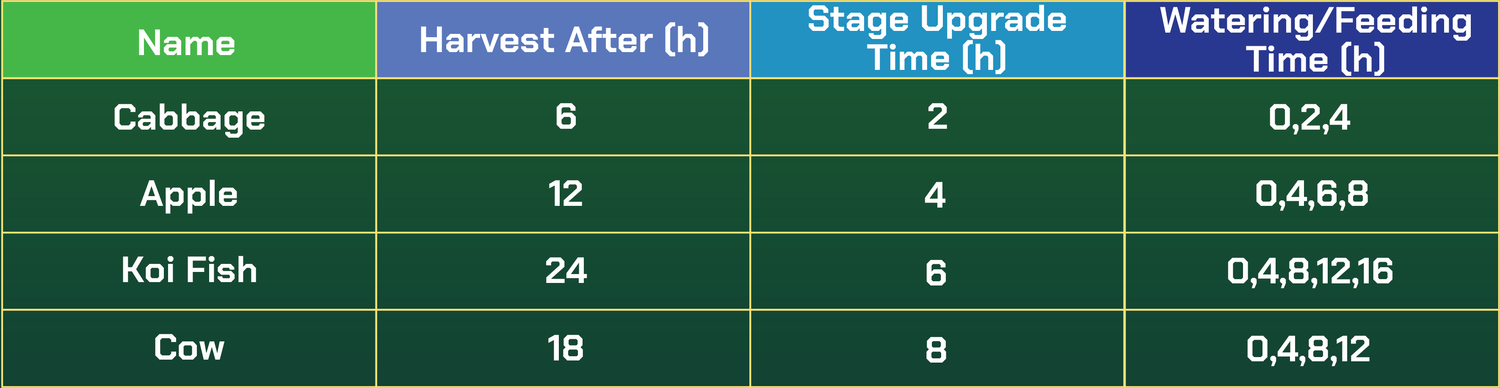 Name
Harvest After (h)
Stage Upgrade
Time (h)
Watering/Feeding
Time (h)
Cabbage
6
2
0,2,4
Apple
12
4
0,4,6,8
Koi Fish
24
6
0,4,8,12,16
Cow
18
8
0,4,8,12